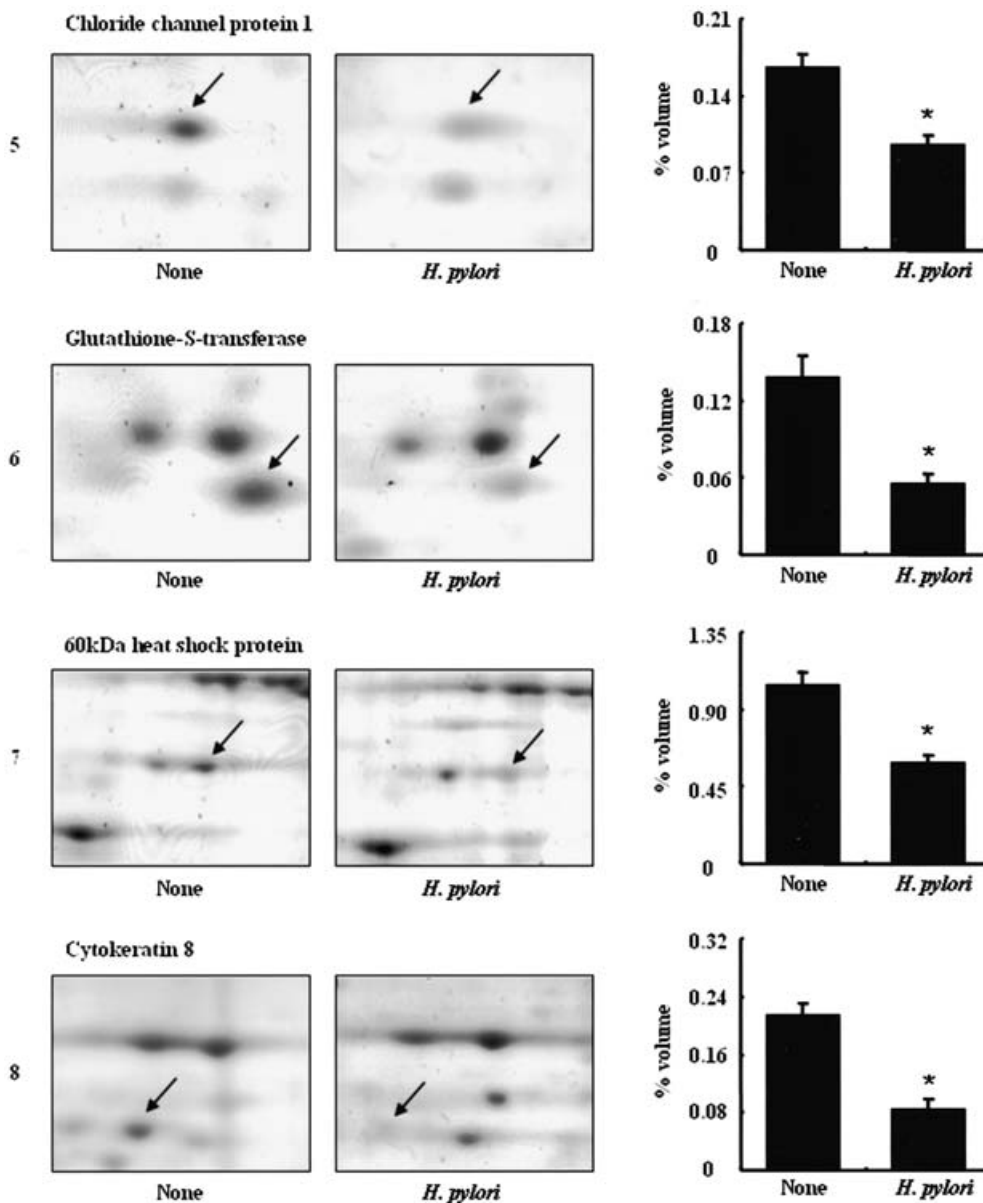 Chloride channel protein 1
5
None
H. pylori
% volume
0.21
0.14
0.07
0
*
None
H. pylori
Glutathione-S-transferase
6
None
H. pylori
% volume
0.18
0.12
0.06
0
*
None
H. pylori
60kDa heat shock protein
7
None
H. pylori
% volume
1.35
0.90
0.45
0
*
None
H. pylori
Cytokeratin 8
8
None
H. pylori
% volume
0.32
0.24
0.16
0.08
0
*
None
H. pylori